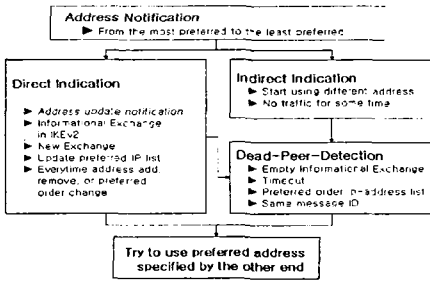 Address Notification
► From the most preferred to the least preferred
Direct Indication
► Address update notification
► Informational Exchange
in IKEv2
► New Exchange
► Update preferred IP list
► Everytime address add,
remove, or preferred
order change
Indirect Indication
► Start using different address
► No traffic for some time
Dead-Peer-Detection
► Empty Informational Exchange
► Timeout
► Preferred order address list
► Same message ID
Try to use preferred address
specified by the other end